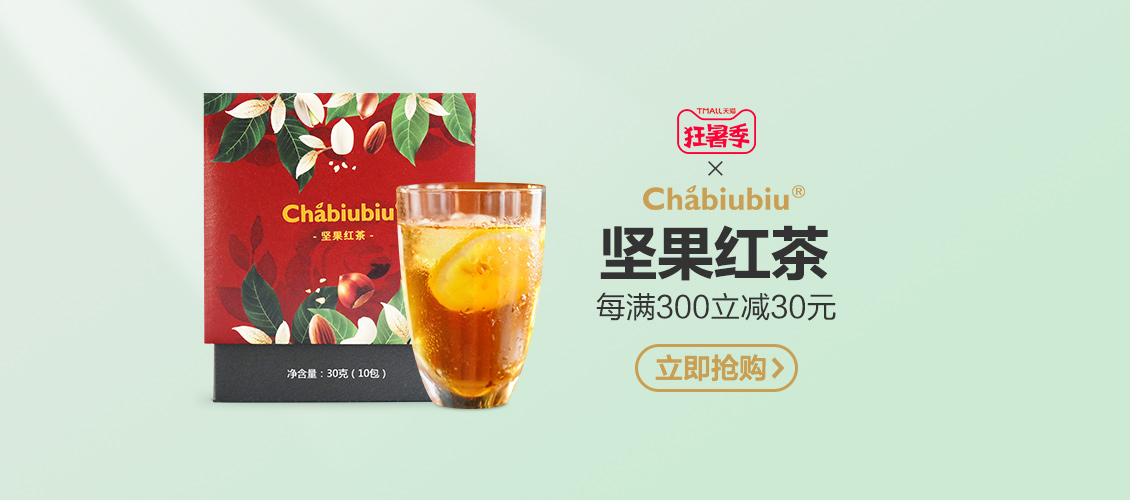 Chabiubiu
- 坚果红茶 -
净含量：30克（10包）
TMALL天猫
狂暑季
×
Chabiubiu®
坚果红茶
每满300立减30元
立即抢购